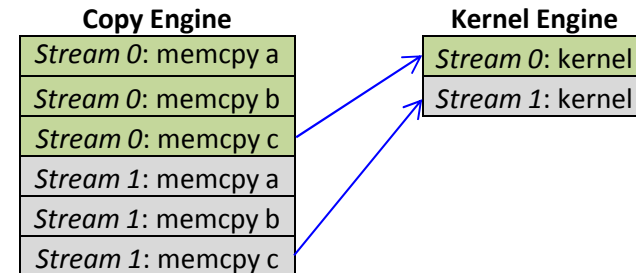 Copy Engine
Stream 0: memcpy a
Stream 0: memcpy b
Stream 0: memcpy c
Stream 1: memcpy a
Stream 1: memcpy b
Stream 1: memcpy c
Kernel Engine
Stream 0: kernel
Stream 1: kernel